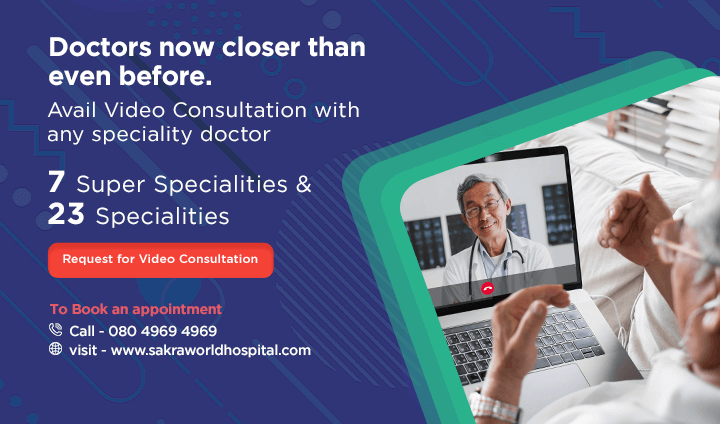 Doctors now closer than
even before.
Avail Video Consultation with
any speciality doctor
7 Super Specialities &
23 Specialities
Request for Video Consultation
To Book an appointment
Call - 080 4969 4969
visit - www.sakraworldhospital.com